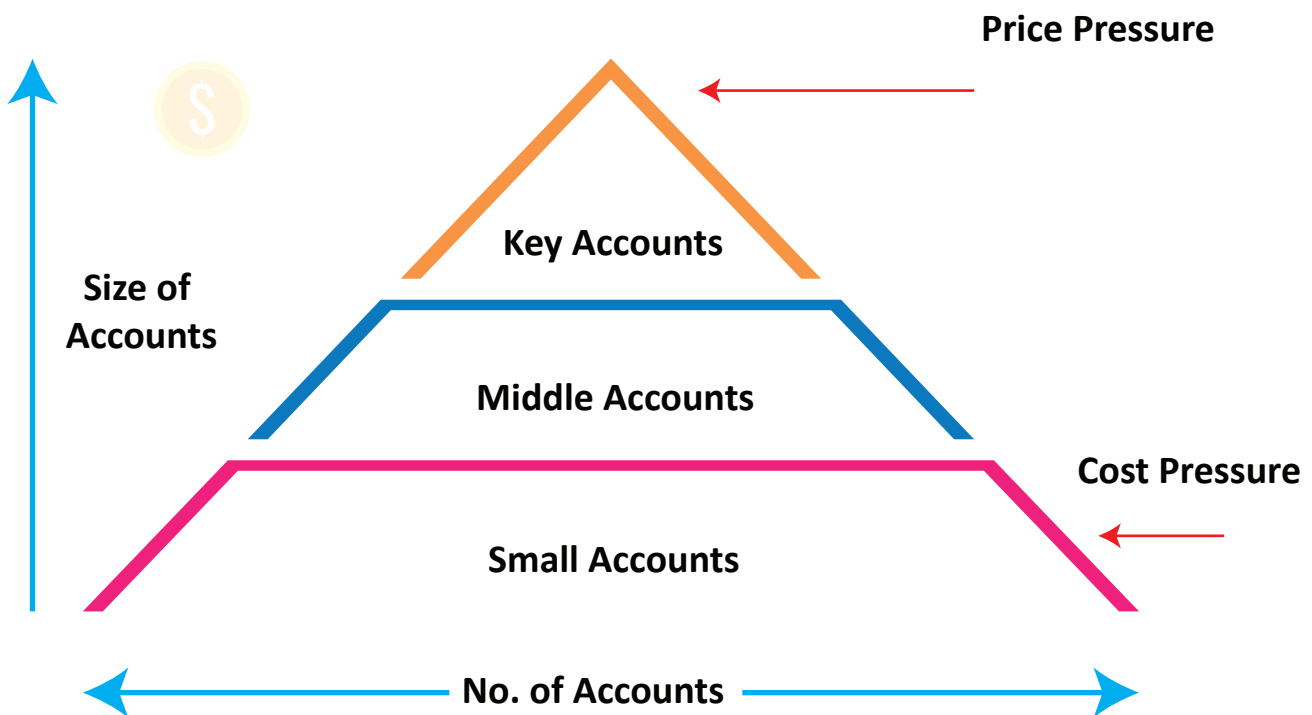 Price Pressure
$
Key Accounts
Size of
Accounts
Middle Accounts
Cost Pressure
Small Accounts
No. of Accounts